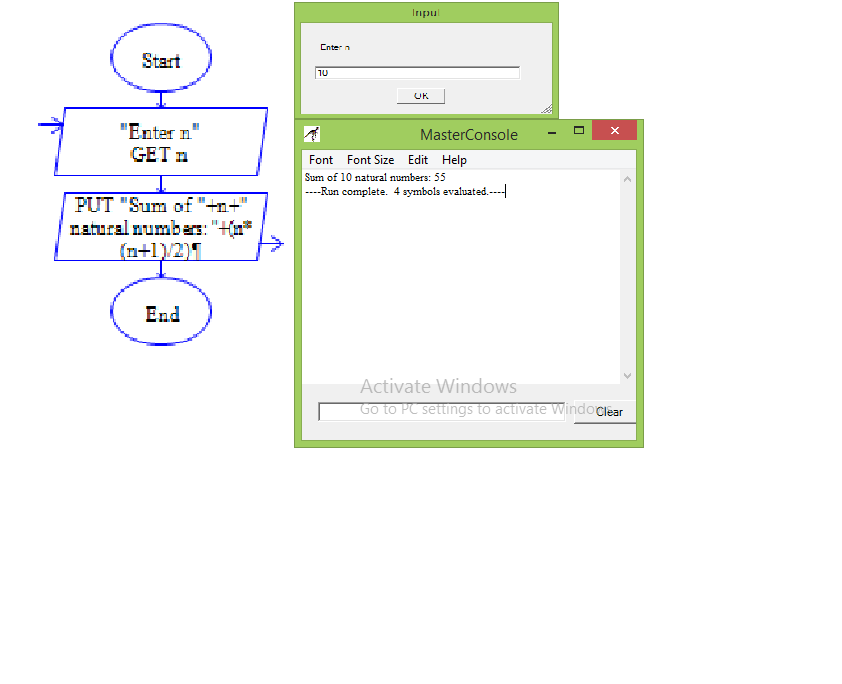 Start
"Enter n"
GET n
PUT "Sum of "+n+"
natural numbers: "+(n*
(n+1)/2)¶
End
Input
Enter n
10
OK
MasterConsole
Font Font Size Edit Help
Sum of 10 natural numbers: 55
----Run complete.  4 symbols evaluated.----
Activate Windows
Go to PC settings to activate Windows.
Clear